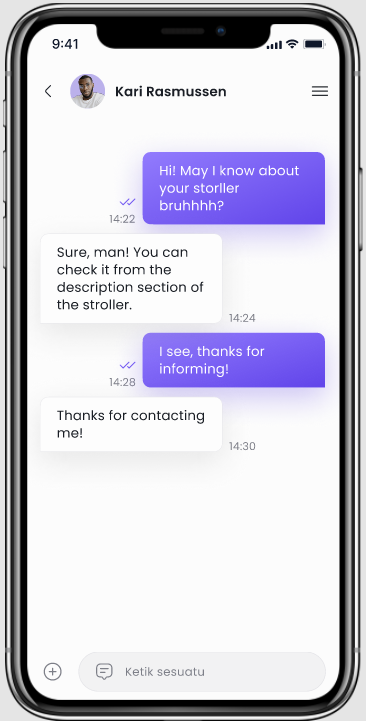 9:41
Kari Rasmussen
Hi! May I know about
your storller
bruhhhh?
14:22
Sure, man! You can
check it from the
description section of
the stroller.
14:24
I see, thanks for
informing!
14:28
Thanks for contacting
me!
14:30
Ketik sesuatu